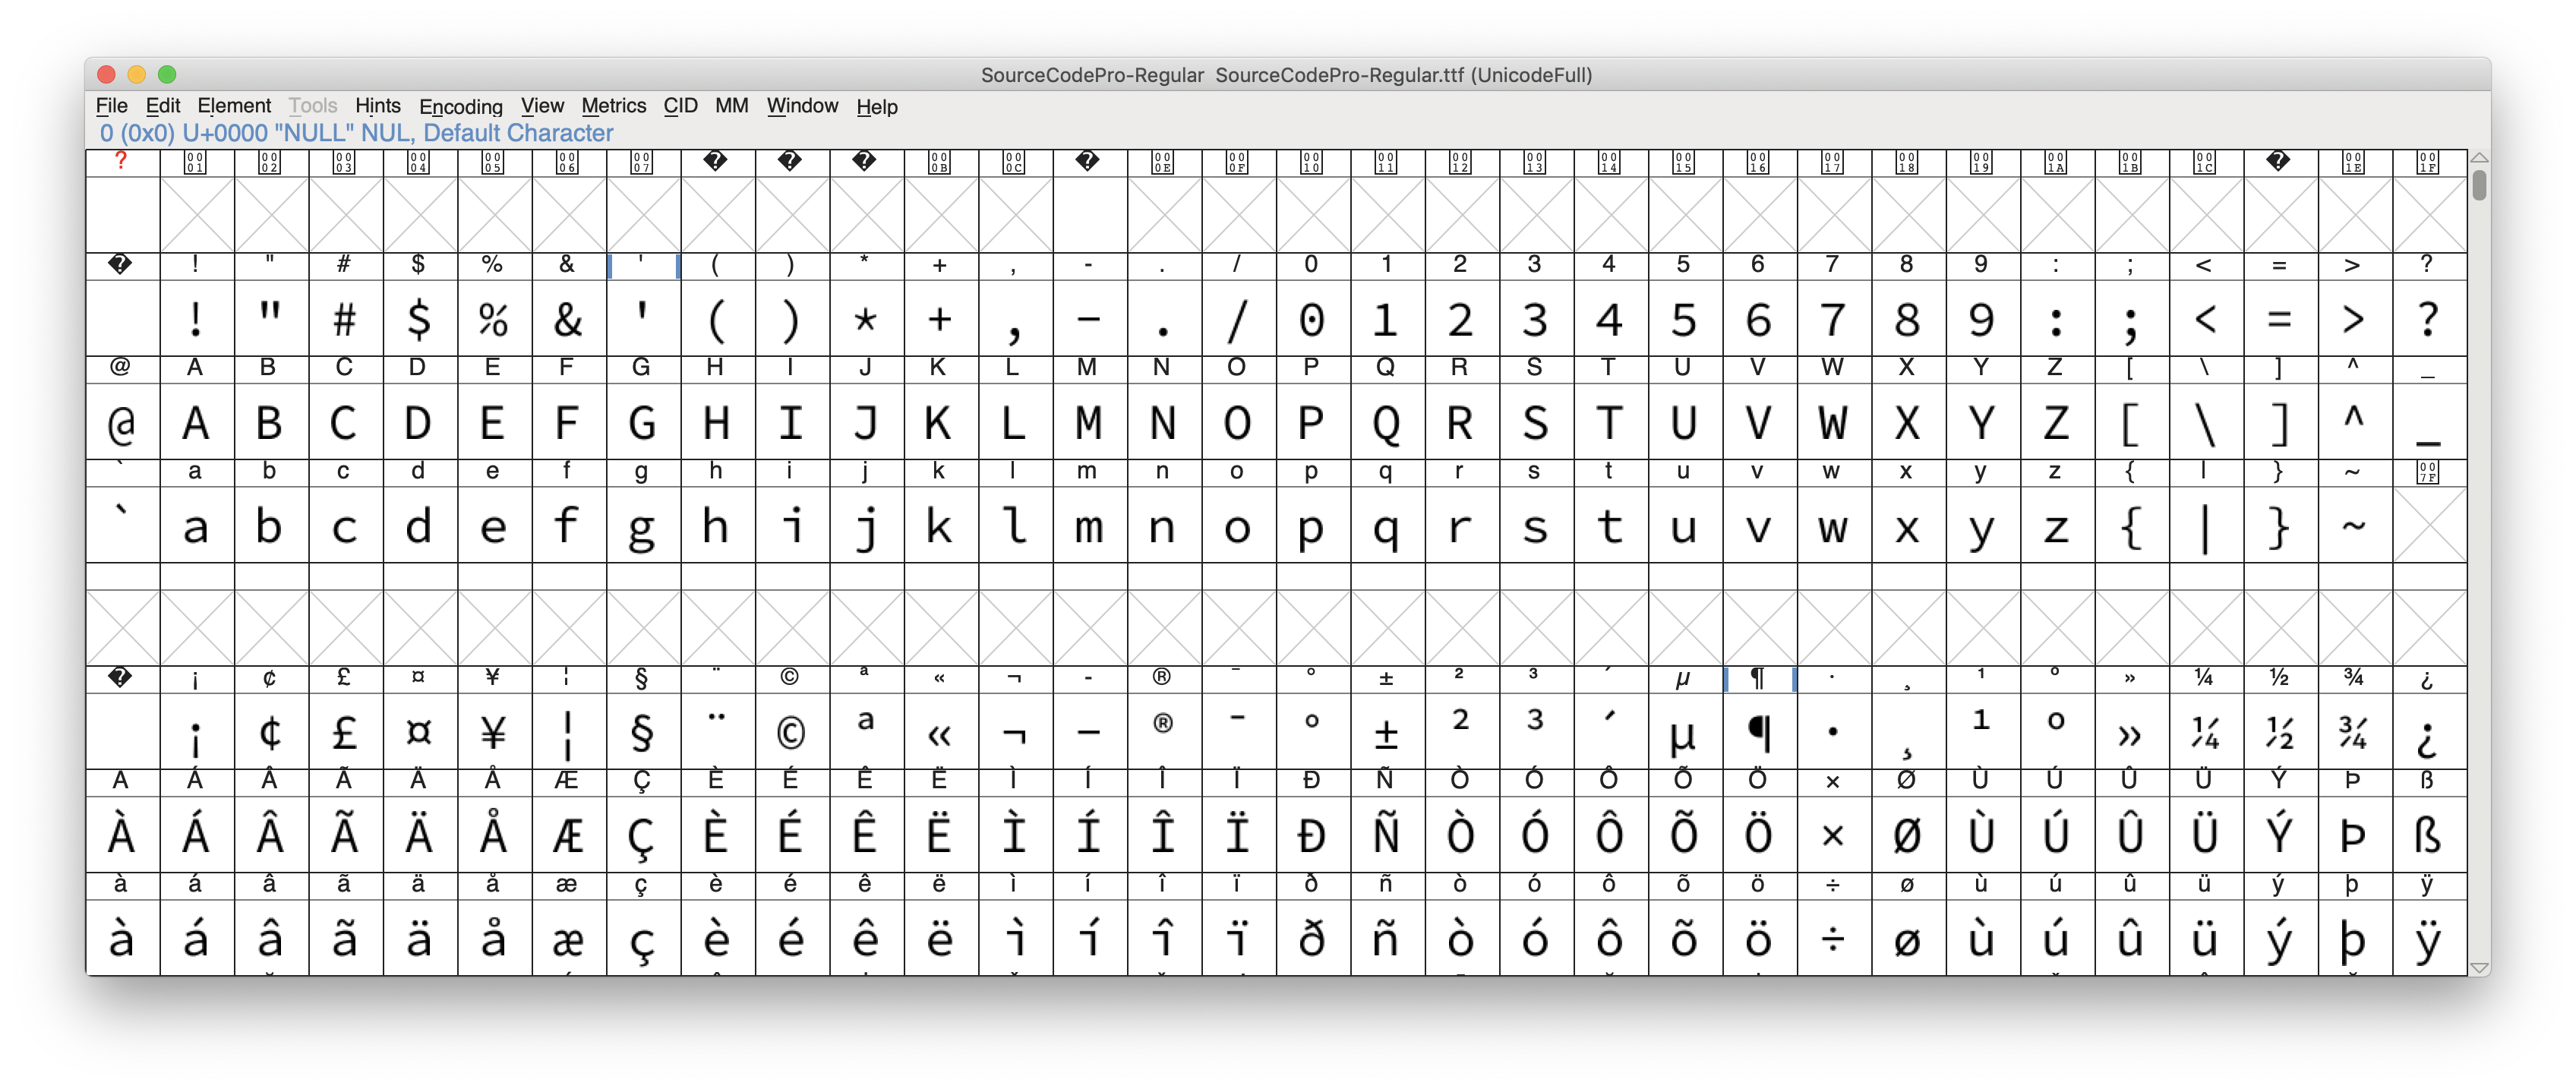 SourceCodePro-Regular  SourceCodePro-Regular.ttf (UnicodeFull)
File Edit Element Tools Hints Encoding View Metrics CID MM Window Help
0 (0x0) U+0000 "NULL" NUL, Default Character
? 0001 0002 0003 0004 0005 0006 0007 � � � 000B 000C � 000E 000F 0010 0011 0012 0013 0014 0015 0016 0017 0018 0019 001A 001B 001C � 001E 001F
� ! " # $ % & ' ( ) * + , - . / 0 1 2 3 4 5 6 7 8 9 : ; < = > ?
! " # $ % & ' ( ) * + , - . / 0 1 2 3 4 5 6 7 8 9 : ; < = > ?
@ A B C D E F G H I J K L M N O P Q R S T U V W X Y Z [ \ ] ^ _
@ A B C D E F G H I J K L M N O P Q R S T U V W X Y Z [ \ ] ^ _
` a b c d e f g h i j k l m n o p q r s t u v w x y z { | } ~ 007F
` a b c d e f g h i j k l m n o p q r s t u v w x y z { | } ~
� ¡ ¢ £ ¤ ¥ ¦ § ¨ © ª « ¬ - ® ¯ ° ± ² ³ ´ µ ¶ · ¸ ¹ º » ¼ ½ ¾ ¿
¡ ¢ £ ¤ ¥ ¦ § ¨ © ª « ¬ - ® ¯ ° ± ² ³ ´ µ ¶ · ¸ ¹ º » ¼ ½ ¾ ¿
À Á Â Ã Ä Å Æ Ç È É Ê Ë Ì Í Î Ï Ð Ñ Ò Ó Ô Õ Ö × Ø Ù Ú Û Ü Ý Þ ß
À Á Â Ã Ä Å Æ Ç È É Ê Ë Ì Í Î Ï Ð Ñ Ò Ó Ô Õ Ö × Ø Ù Ú Û Ü Ý Þ ß
à á â ã ä å æ ç è é ê ë ì í î ï ð ñ ò ó ô õ ö ÷ ø ù ú û ü ý þ ÿ
à á â ã ä å æ ç è é ê ë ì í î ï ð ñ ò ó ô õ ö ÷ ø ù ú û ü ý þ ÿ